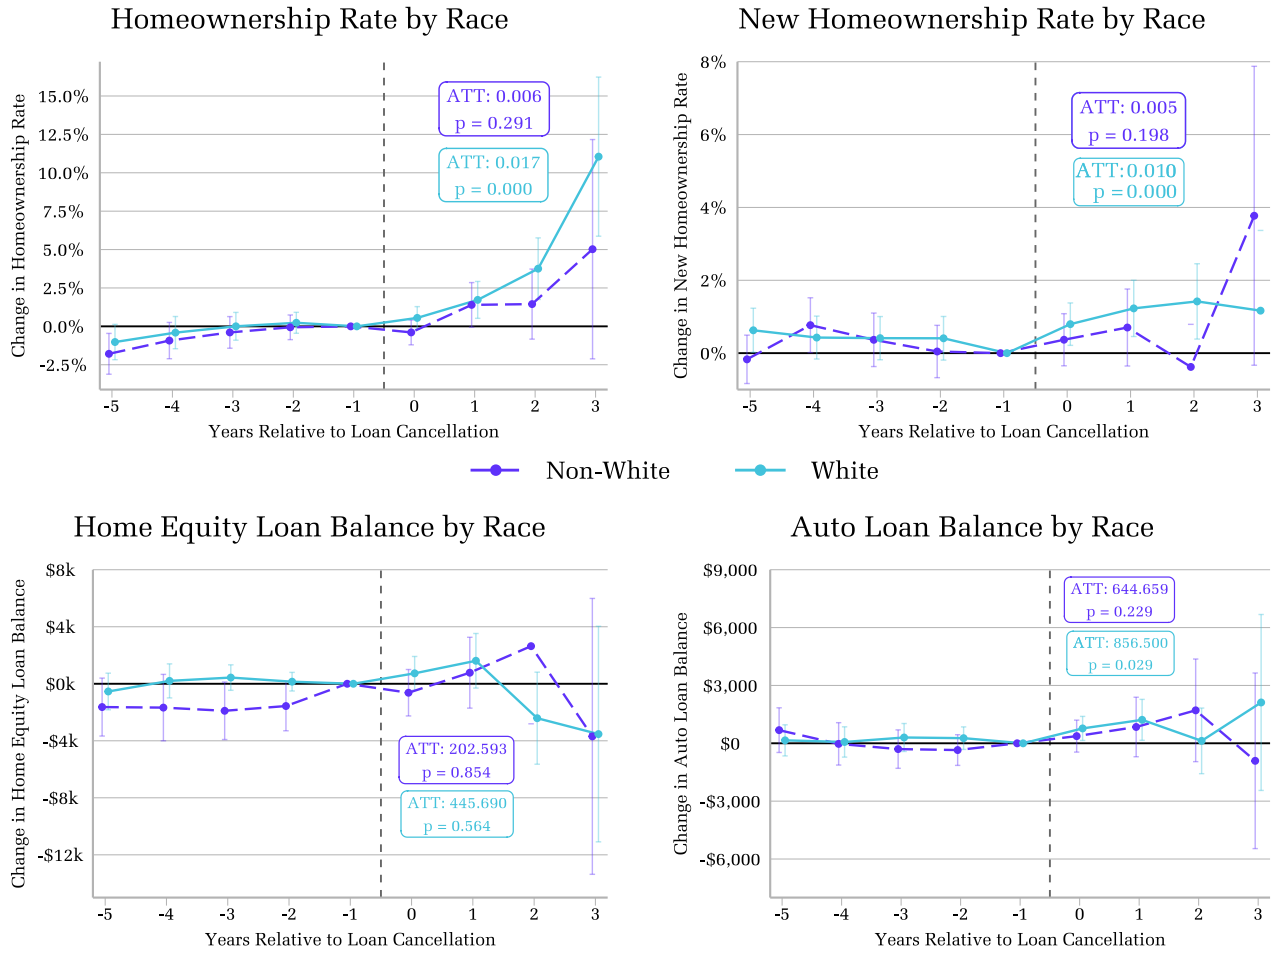 Homeownership Rate by Race
Change in Homeownership Rate
15.0%
12.5%
10.0%
7.5%
5.0%
2.5%
0.0%
-2.5%
ATT: 0.006
p = 0.291
ATT: 0.017
p = 0.000
-5 -4 -3 -2 -1 0 1 2 3
Years Relative to Loan Cancellation
New Homeownership Rate by Race
Change in New Homeownership Rate
8%
6%
4%
2%
0%
ATT: 0.005
p = 0.198
ATT: 0.010
p = 0.000
-5 -4 -3 -2 -1 0 1 2 3
Years Relative to Loan Cancellation
Non-White White
Home Equity Loan Balance by Race
Change in Home Equity Loan Balance
$8k
$4k
$0k
-$4k
-$8k
-$12k
ATT: 202.593
p = 0.854
ATT: 445.690
p = 0.564
-5 -4 -3 -2 -1 0 1 2 3
Years Relative to Loan Cancellation
Auto Loan Balance by Race
Change in Auto Loan Balance
$9,000
$6,000
$3,000
$0
-$3,000
-$6,000
ATT: 644.659
p = 0.229
ATT: 856.500
p = 0.029
-5 -4 -3 -2 -1 0 1 2 3
Years Relative to Loan Cancellation